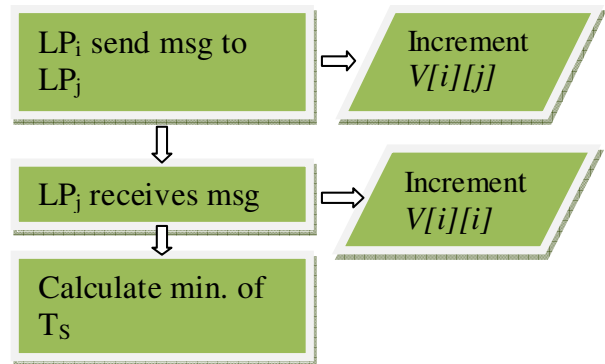 LPi send msg to
LPj
Increment
V[i][j]
LPj receives msg
Increment
V[i][i]
Calculate min. of
TS